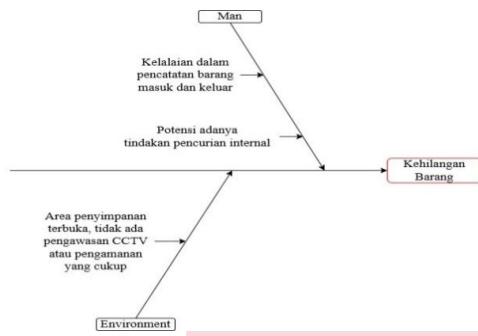 Man
Kelalaian dalam
pencatatan barang
masuk dan keluar
Potensi adanya
tindakan pencurian internal
Kehilangan
Barang
Area penyimpanan
terbuka, tidak ada
pengawasan CCTV
atau pengamanan
yang cukup
Environment